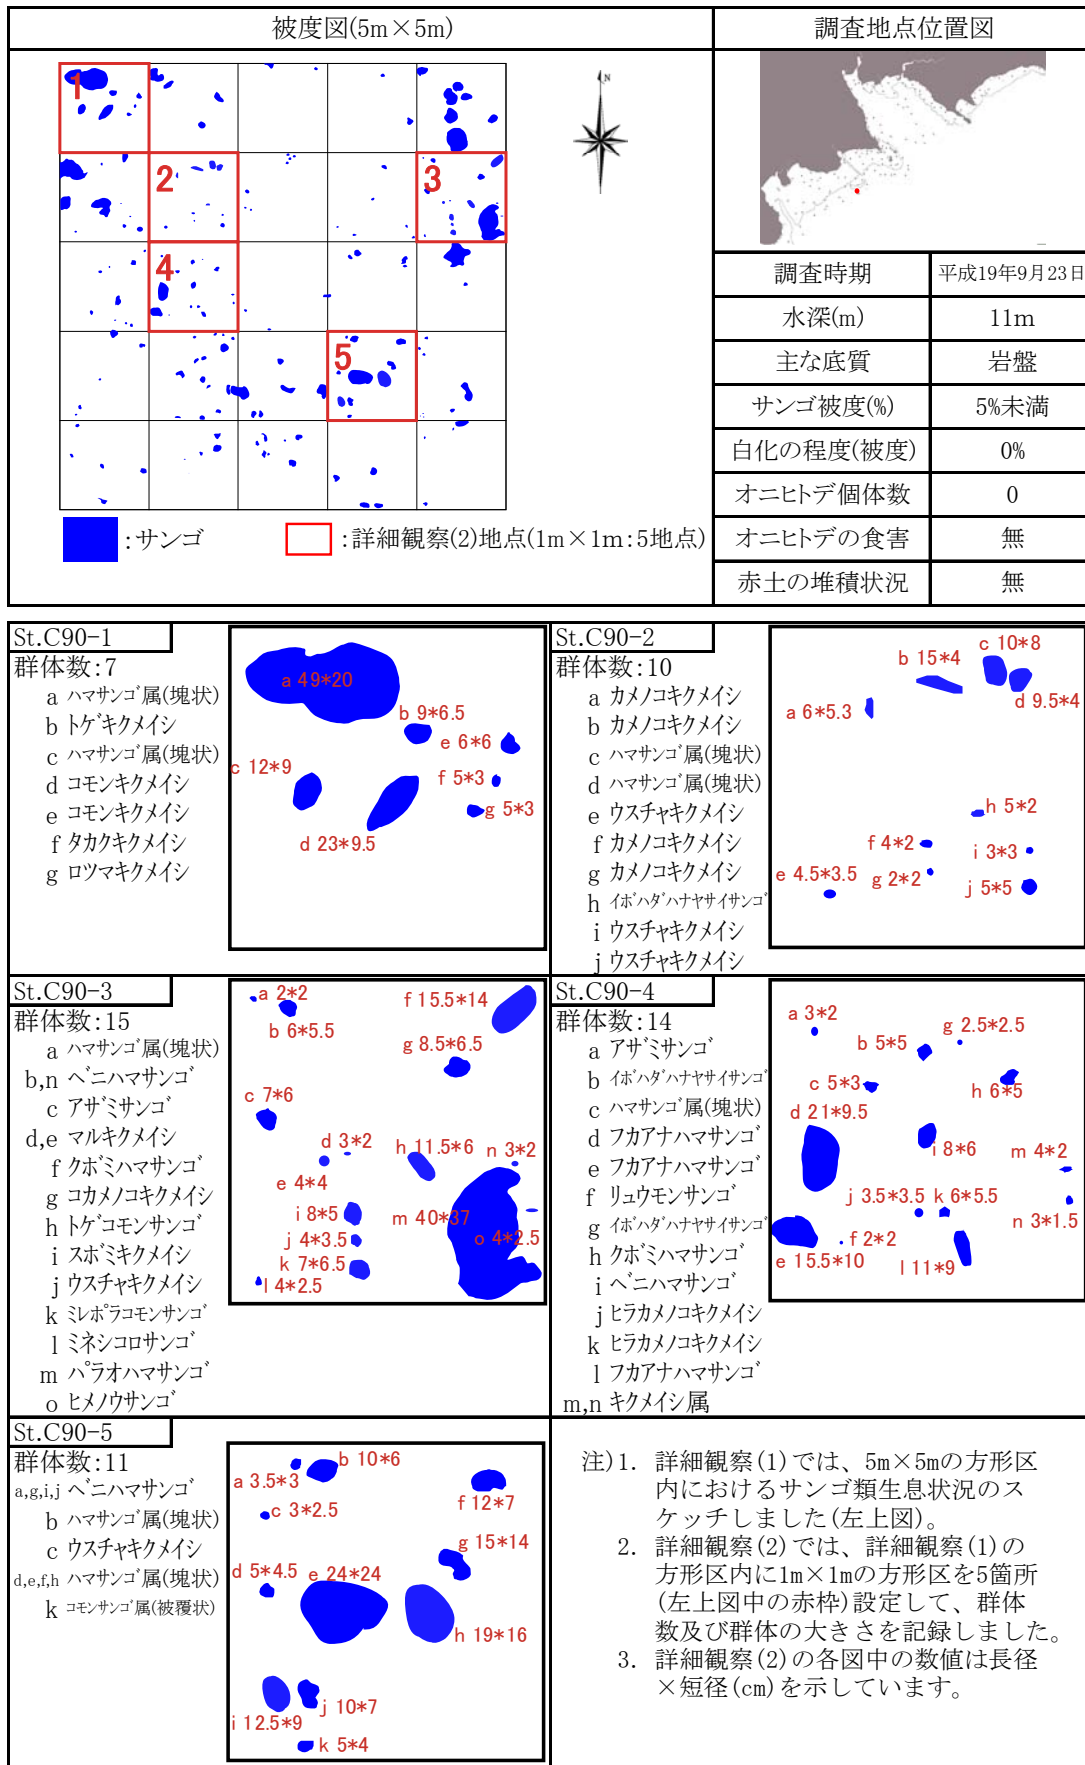 被度図(5m×5m)
調査地点位置図
N
1
2
3
4
5
:サンゴ
:詳細観察(2)地点(1m×1m:5地点)
調査時期 平成19年9月23日
水深(m) 11m
主な底質 岩盤
サンゴ被度(%) 5%未満
白化の程度(被度) 0%
オニヒトデ個体数 0
オニヒトデの食害 無
赤土の堆積状況 無
St.C90-1
群体数:7
a ハマサンゴ属(塊状)
b トゲキクメイシ
c ハマサンゴ属(塊状)
d コモンキクメイシ
e コモンキクメイシ
f タカクキクメイシ
g ロツマキクメイシ
a 49*20
b 9*6.5
e 6*6
c 12*9
f 5*3
g 5*3
d 23*9.5
St.C90-2
群体数:10
a カメノコキクメイシ
b カメノコキクメイシ
c ハマサンゴ属(塊状)
d ハマサンゴ属(塊状)
e ウスチャキクメイシ
f カメノコキクメイシ
g カメノコキクメイシ
h イボハダハナヤサイサンゴ
i ウスチャキクメイシ
j ウスチャキクメイシ
c 10*8
b 15*4
d 9.5*4
a 6*5.3
h 5*2
f 4*2
i 3*3
e 4.5*3.5
g 2*2
j 5*5
St.C90-3
群体数:15
a ハマサンゴ属(塊状)
b,n ベニハマサンゴ
c アザミサンゴ
d,e マルキクメイシ
f クボミハマサンゴ
g コカメノコキクメイシ
h トゲコモンサンゴ
i スボミキクメイシ
j ウスチャキクメイシ
k ミレポラコモンサンゴ
l ミネシコロサンゴ
m パラオハマサンゴ
o ヒメノウサンゴ
a 2*2
f 15.5*14
b 6*5.5
g 8.5*6.5
c 7*6
d 3*2
h 11.5*6
n 3*2
e 4*4
i 8*5
m 40*37
j 4*3.5
o 4*2.5
k 7*6.5
l 4*2.5
St.C90-4
群体数:14
a アザミサンゴ
b イボハダハナヤサイサンゴ
c ハマサンゴ属(塊状)
d フカアナハマサンゴ
e フカアナハマサンゴ
f リュウモンサンゴ
g イボハダハナヤサイサンゴ
h クボミハマサンゴ
i ベニハマサンゴ
j ヒラカメノコキクメイシ
k ヒラカメノコキクメイシ
l フカアナハマサンゴ
m,n キクメイシ属
a 3*2
g 2.5*2.5
b 5*5
c 5*3
h 6*5
d 21*9.5
i 8*6
m 4*2
j 3.5*3.5
k 6*5.5
n 3*1.5
f 2*2
e 15.5*10
l 11*9
St.C90-5
群体数:11
a,g,i,j ベニハマサンゴ
b ハマサンゴ属(塊状)
c ウスチャキクメイシ
d,e,f,h ハマサンゴ属(塊状)
k コモンサンゴ属(被覆状)
b 10*6
a 3.5*3
f 12*7
c 3*2.5
g 15*14
d 5*4.5
e 24*24
h 19*16
j 10*7
i 12.5*9
k 5*4
注)1. 詳細観察(1)では、5m×5mの方形区
内におけるサンゴ類生息状況のス
ケッチしました(左上図)。
2. 詳細観察(2)では、詳細観察(1)の
方形区内に1m×1mの方形区を5箇所
(左上図中の赤枠)設定して、群体
数及び群体の大きさを記録しました。
3. 詳細観察(2)の各図中の数値は長径
×短径(cm)を示しています。